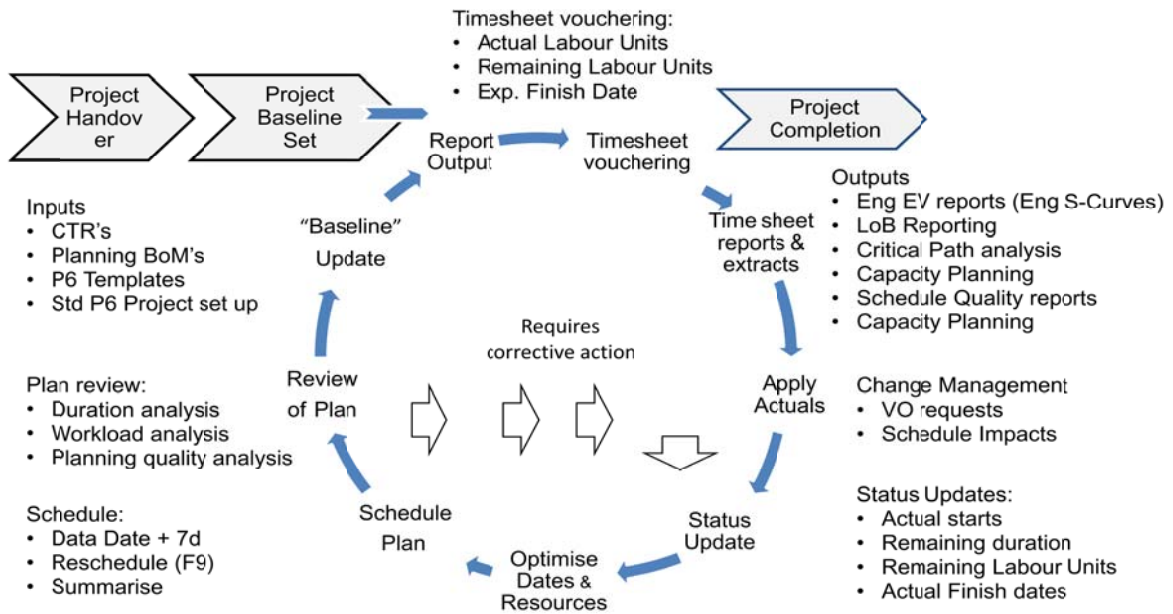 Timesheet vouchering:
• Actual Labour Units
• Remaining Labour Units
• Exp. Finish Date
Project
Handov
er
Project
Baseline
Set
Project
Completion
Report
Output
Timesheet
vouchering
Time sheet
reports &
extracts
Apply
Actuals
Status
Update
Optimise
Dates &
Resources
Schedule
Plan
Review
of Plan
“Baseline”
Update
Requires
corrective action
Inputs
• CTR's
• Planning BoM's
• P6 Templates
• Std P6 Project set up
Plan review:
• Duration analysis
• Workload analysis
• Planning quality analysis
Schedule:
• Data Date + 7d
• Reschedule (F9)
• Summarise
Outputs
• Eng EV reports (Eng S-Curves)
• LoB Reporting
• Critical Path analysis
• Capacity Planning
• Schedule Quality reports
• Capacity Planning
Change Management
• VO requests
• Schedule Impacts
Status Updates:
• Actual starts
• Remaining duration
• Remaining Labour Units
• Actual Finish dates